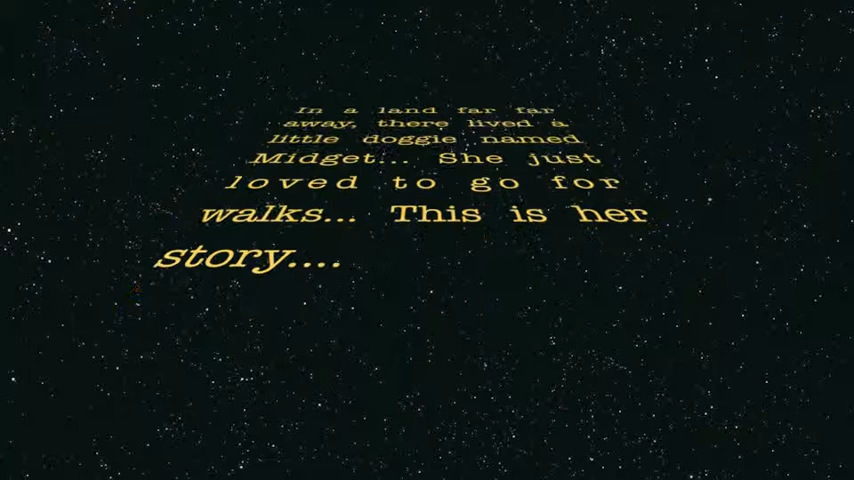 In a land far far
away, there lived a
little doggie named
Midget... She just
loved to go for
walks... This is her
story....